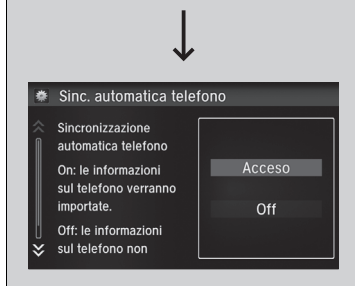 Sinc. automatica telefono
Sincronizzazione
automatica telefono
On: le informazioni
sul telefono verranno
importate.
Off: le informazioni
sul telefono non
Acceso
Off